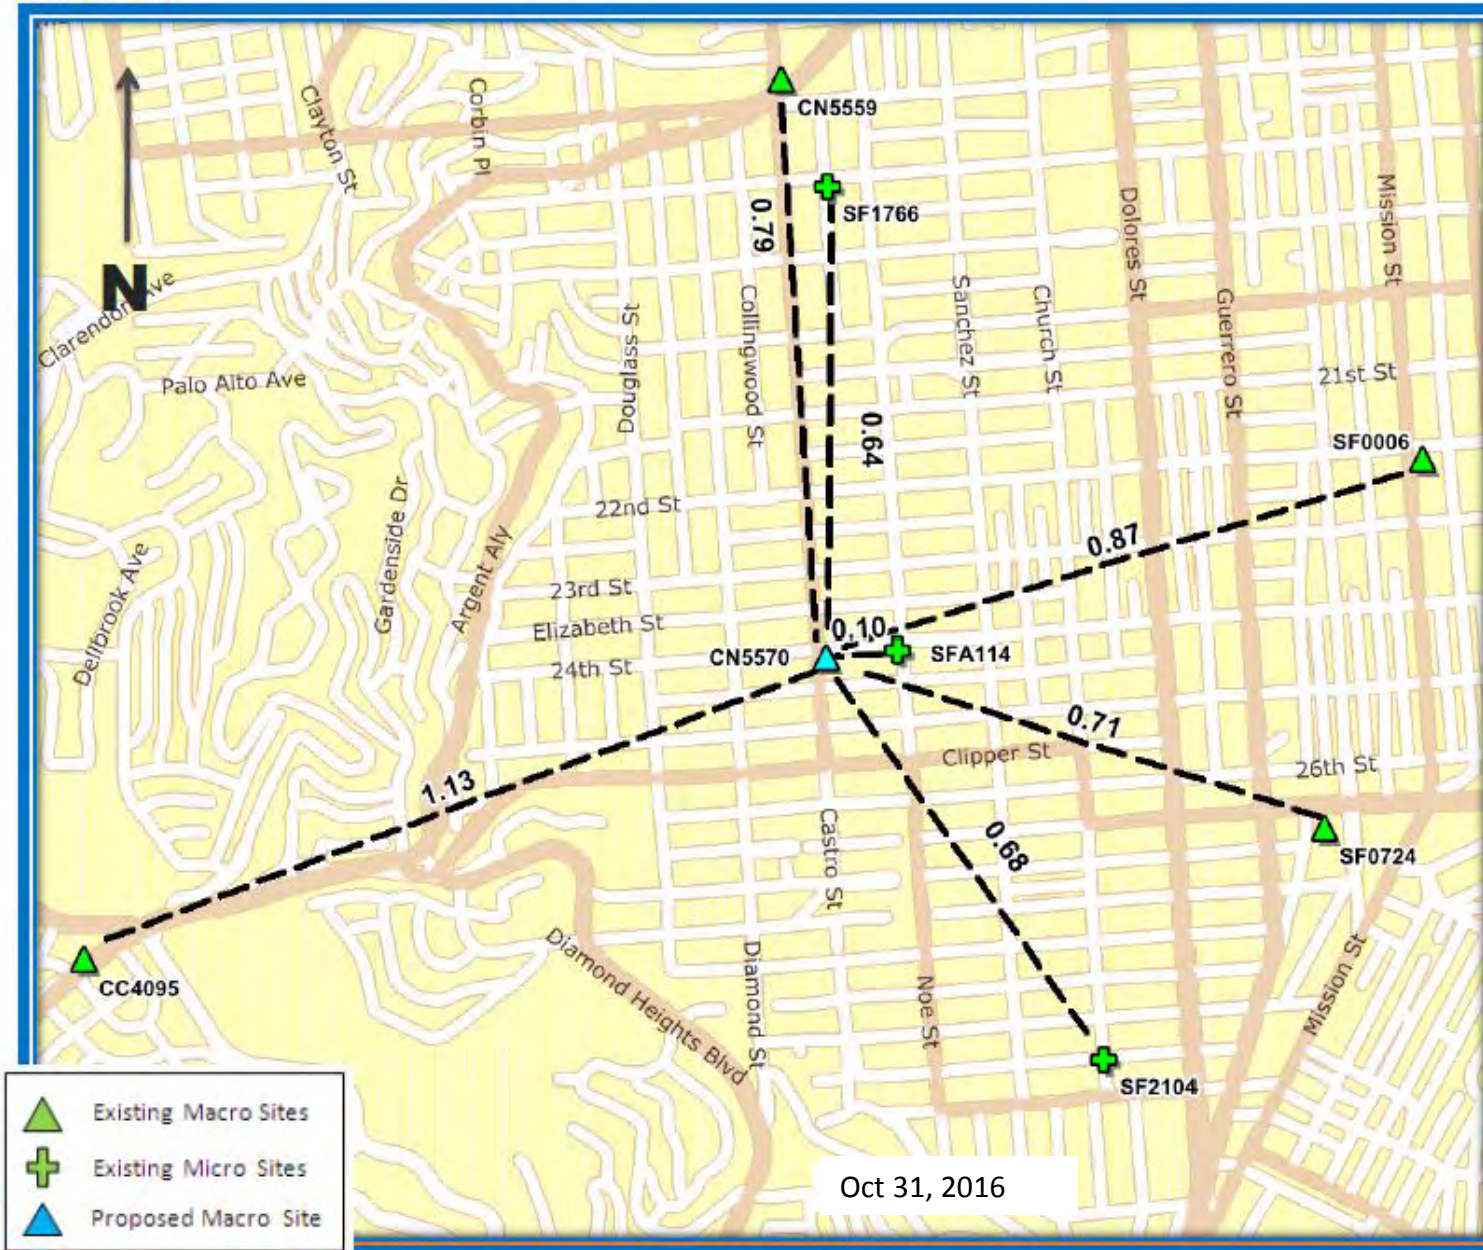 CN5559
Clayton St
Corbin Pl
SF1766
0.79
Dolores St
Mission St
N
Clarendon Ave
Sanchez St
Church St
Collingwood St
Guerrero St
Douglass St
Palo Alto Ave
21st St
0.64
SF0006
22nd St
Gardenside Dr
Argent Aly
0.87
Dellbrook Ave
23rd St
Elizabeth St
0.10
24th St
CN5570
SFA114
0.71
Clipper St
26th St
1.13
Castro St
0.68
SF0724
CC4095
Diamond Heights Blvd
Diamond St
Noe St
Mission St
SF2104
Existing Macro Sites
Existing Micro Sites
Proposed Macro Site
Oct 31, 2016